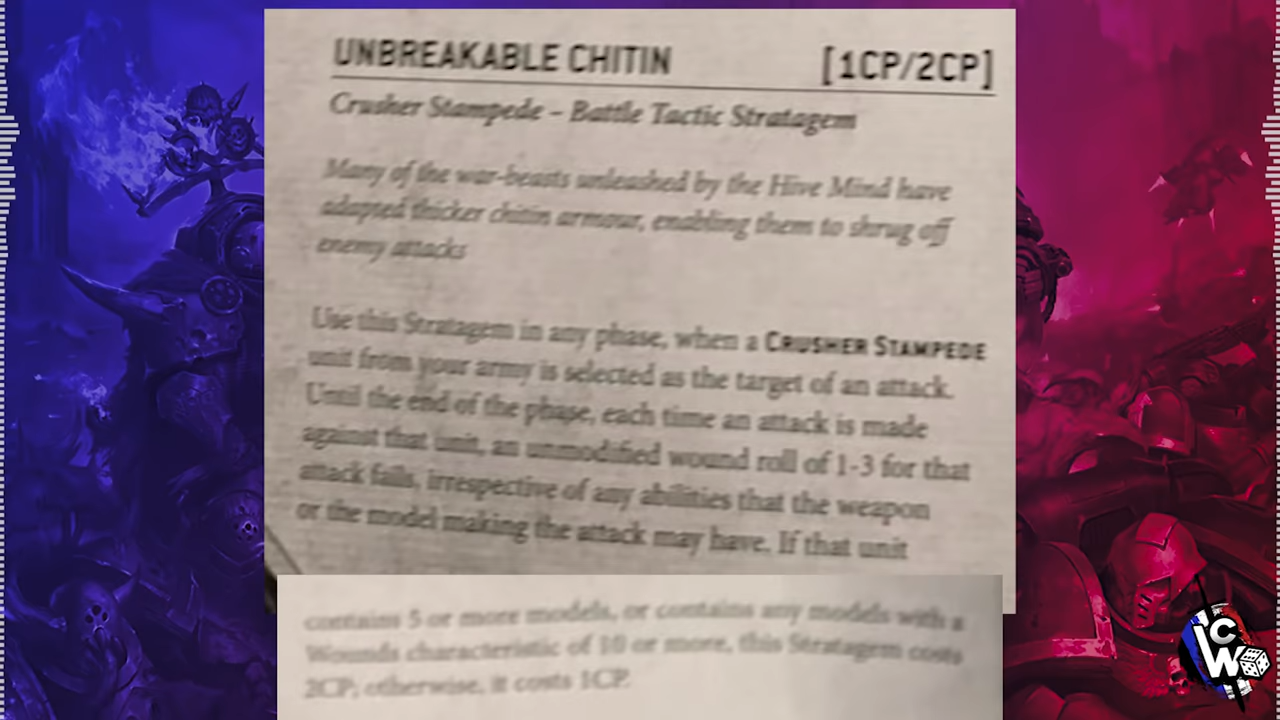 UNBREAKABLE CHITIN [1CP/2CP]
Crusher Stampede – Battle Tactic Stratagem
Many of the war-beasts unleashed by the Hive Mind have
adapted thicker chitin armour, enabling them to shrug off
enemy attacks
Use this Stratagem in any phase, when a CRUSHER STAMPEDE
unit from your army is selected as the target of an attack.
Until the end of the phase, each time an attack is made
against that unit, an unmodified wound roll of 1-3 for that
attack fails, irrespective of any abilities that the weapon
or the model making the attack may have. If that unit
contains 5 or more models, or contains any models with a
Wounds characteristic of 10 or more, this Stratagem costs
2CP; otherwise, it costs 1CP.
ICW